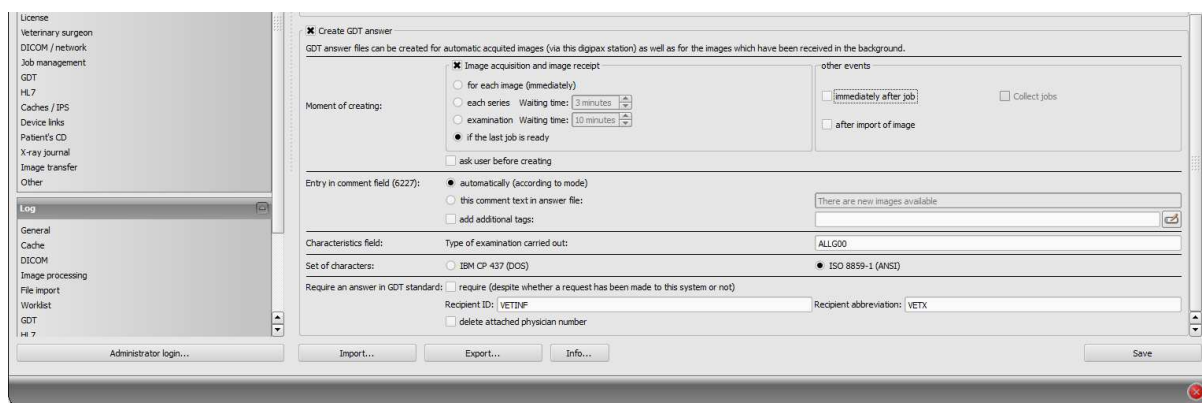 License
Veterinary surgeon
DICOM / network
Job management
GDT
HL7
Caches / IPS
Device links
Patient's CD
X-ray journal
Image transfer
Other
Log
General
Cache
DICOM
Image processing
File import
Worklist
GDT
HL7
Administrator login...
Create GDT answer
GDT answer files can be created for automatic acquited images (via this digipax station) as well as for the images which have been received in the background.
Moment of creating:
Image acquisition and image receipt
for each image (immediately)
each series Waiting time: 3 minutes
examination Waiting time: 10 minutes
if the last job is ready
ask user before creating
other events
immediately after job Collect jobs
after import of image
Entry in comment field (6227): automatically (according to mode)
this comment text in answer file: There are new images available
add additional tags:
Characteristics field: Type of examination carried out: ALLG00
Set of characters: IBM CP 437 (DOS) ISO 8859-1 (ANSI)
Require an answer in GDT standard: require (despite whether a request has been made to this system or not)
Recipient ID: VETINF Recipient abbreviation: VETX
delete attached physician number
Import... Export... Info... Save